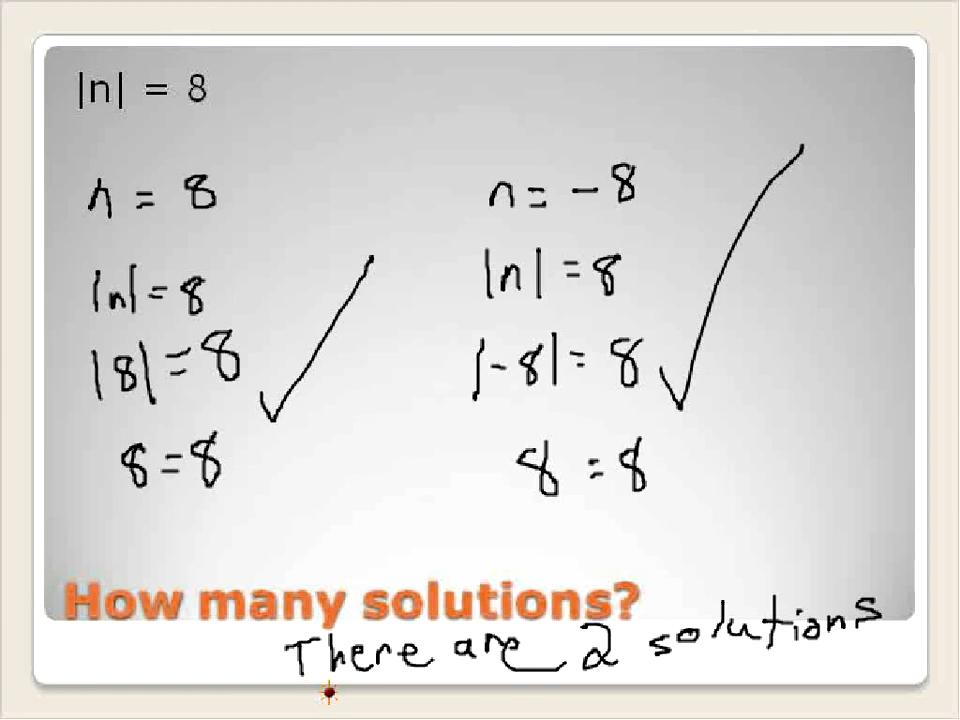 |n| = 8
n = 8
|n| = 8
|8| = 8
8 = 8
n = - 8
|n| = 8
|- 8| = 8
8 = 8
How many solutions?
There are 2 solutions